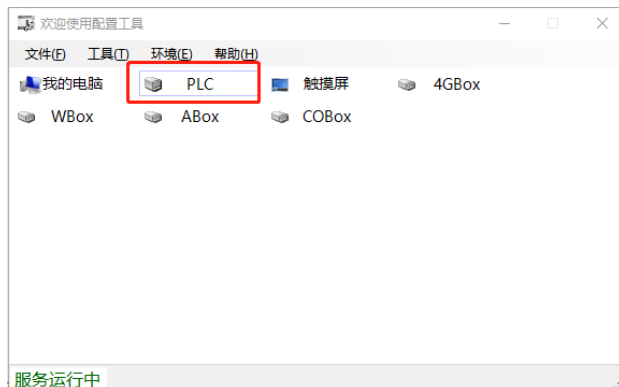 欢迎使用配置工具
文件(F) 工具(T) 环境(E) 帮助(H)
我的电脑 PLC 触摸屏 4GBox
WBox ABox COBox
服务运行中